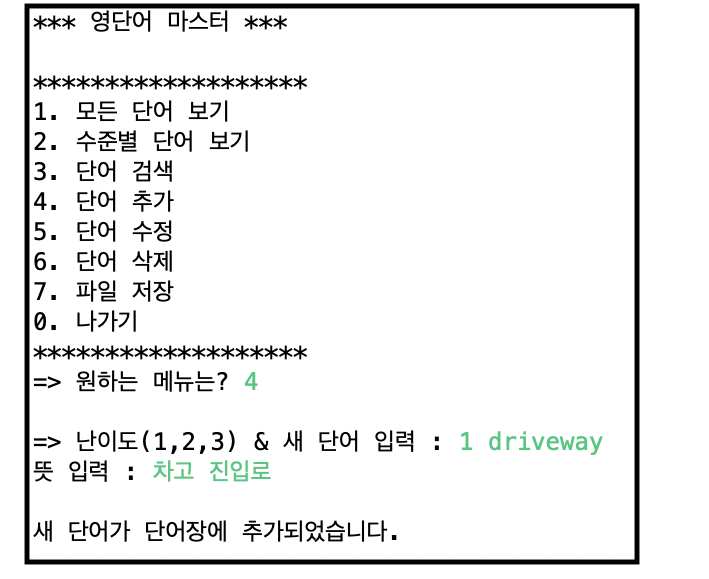 *** 영단어 마스터 ***
********************
1. 모든 단어 보기
2. 수준별 단어 보기
3. 단어 검색
4. 단어 추가
5. 단어 수정
6. 단어 삭제
7. 파일 저장
0. 나가기
********************
=> 원하는 메뉴는? 4
=> 난이도(1,2,3) & 새 단어 입력 : 1 driveway
뜻 입력 : 차고 진입로
새 단어가 단어장에 추가되었습니다.